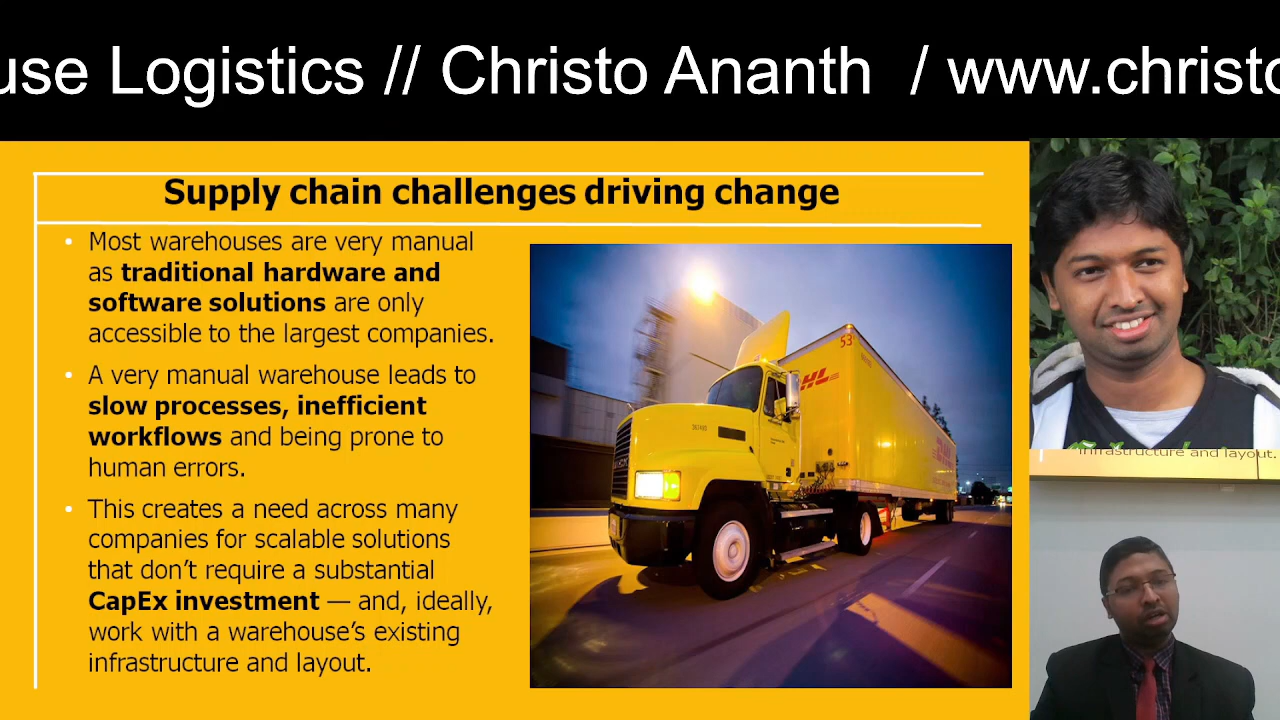 use Logistics // Christo Ananth / www.christo
Supply chain challenges driving change
• Most warehouses are very manual
as traditional hardware and
software solutions are only
accessible to the largest companies.
• A very manual warehouse leads to
slow processes, inefficient
workflows and being prone to
human errors.
• This creates a need across many
companies for scalable solutions
that don’t require a substantial
CapEx investment — and, ideally,
work with a warehouse’s existing
infrastructure and layout.
53
DHL
infrastructure and layout.